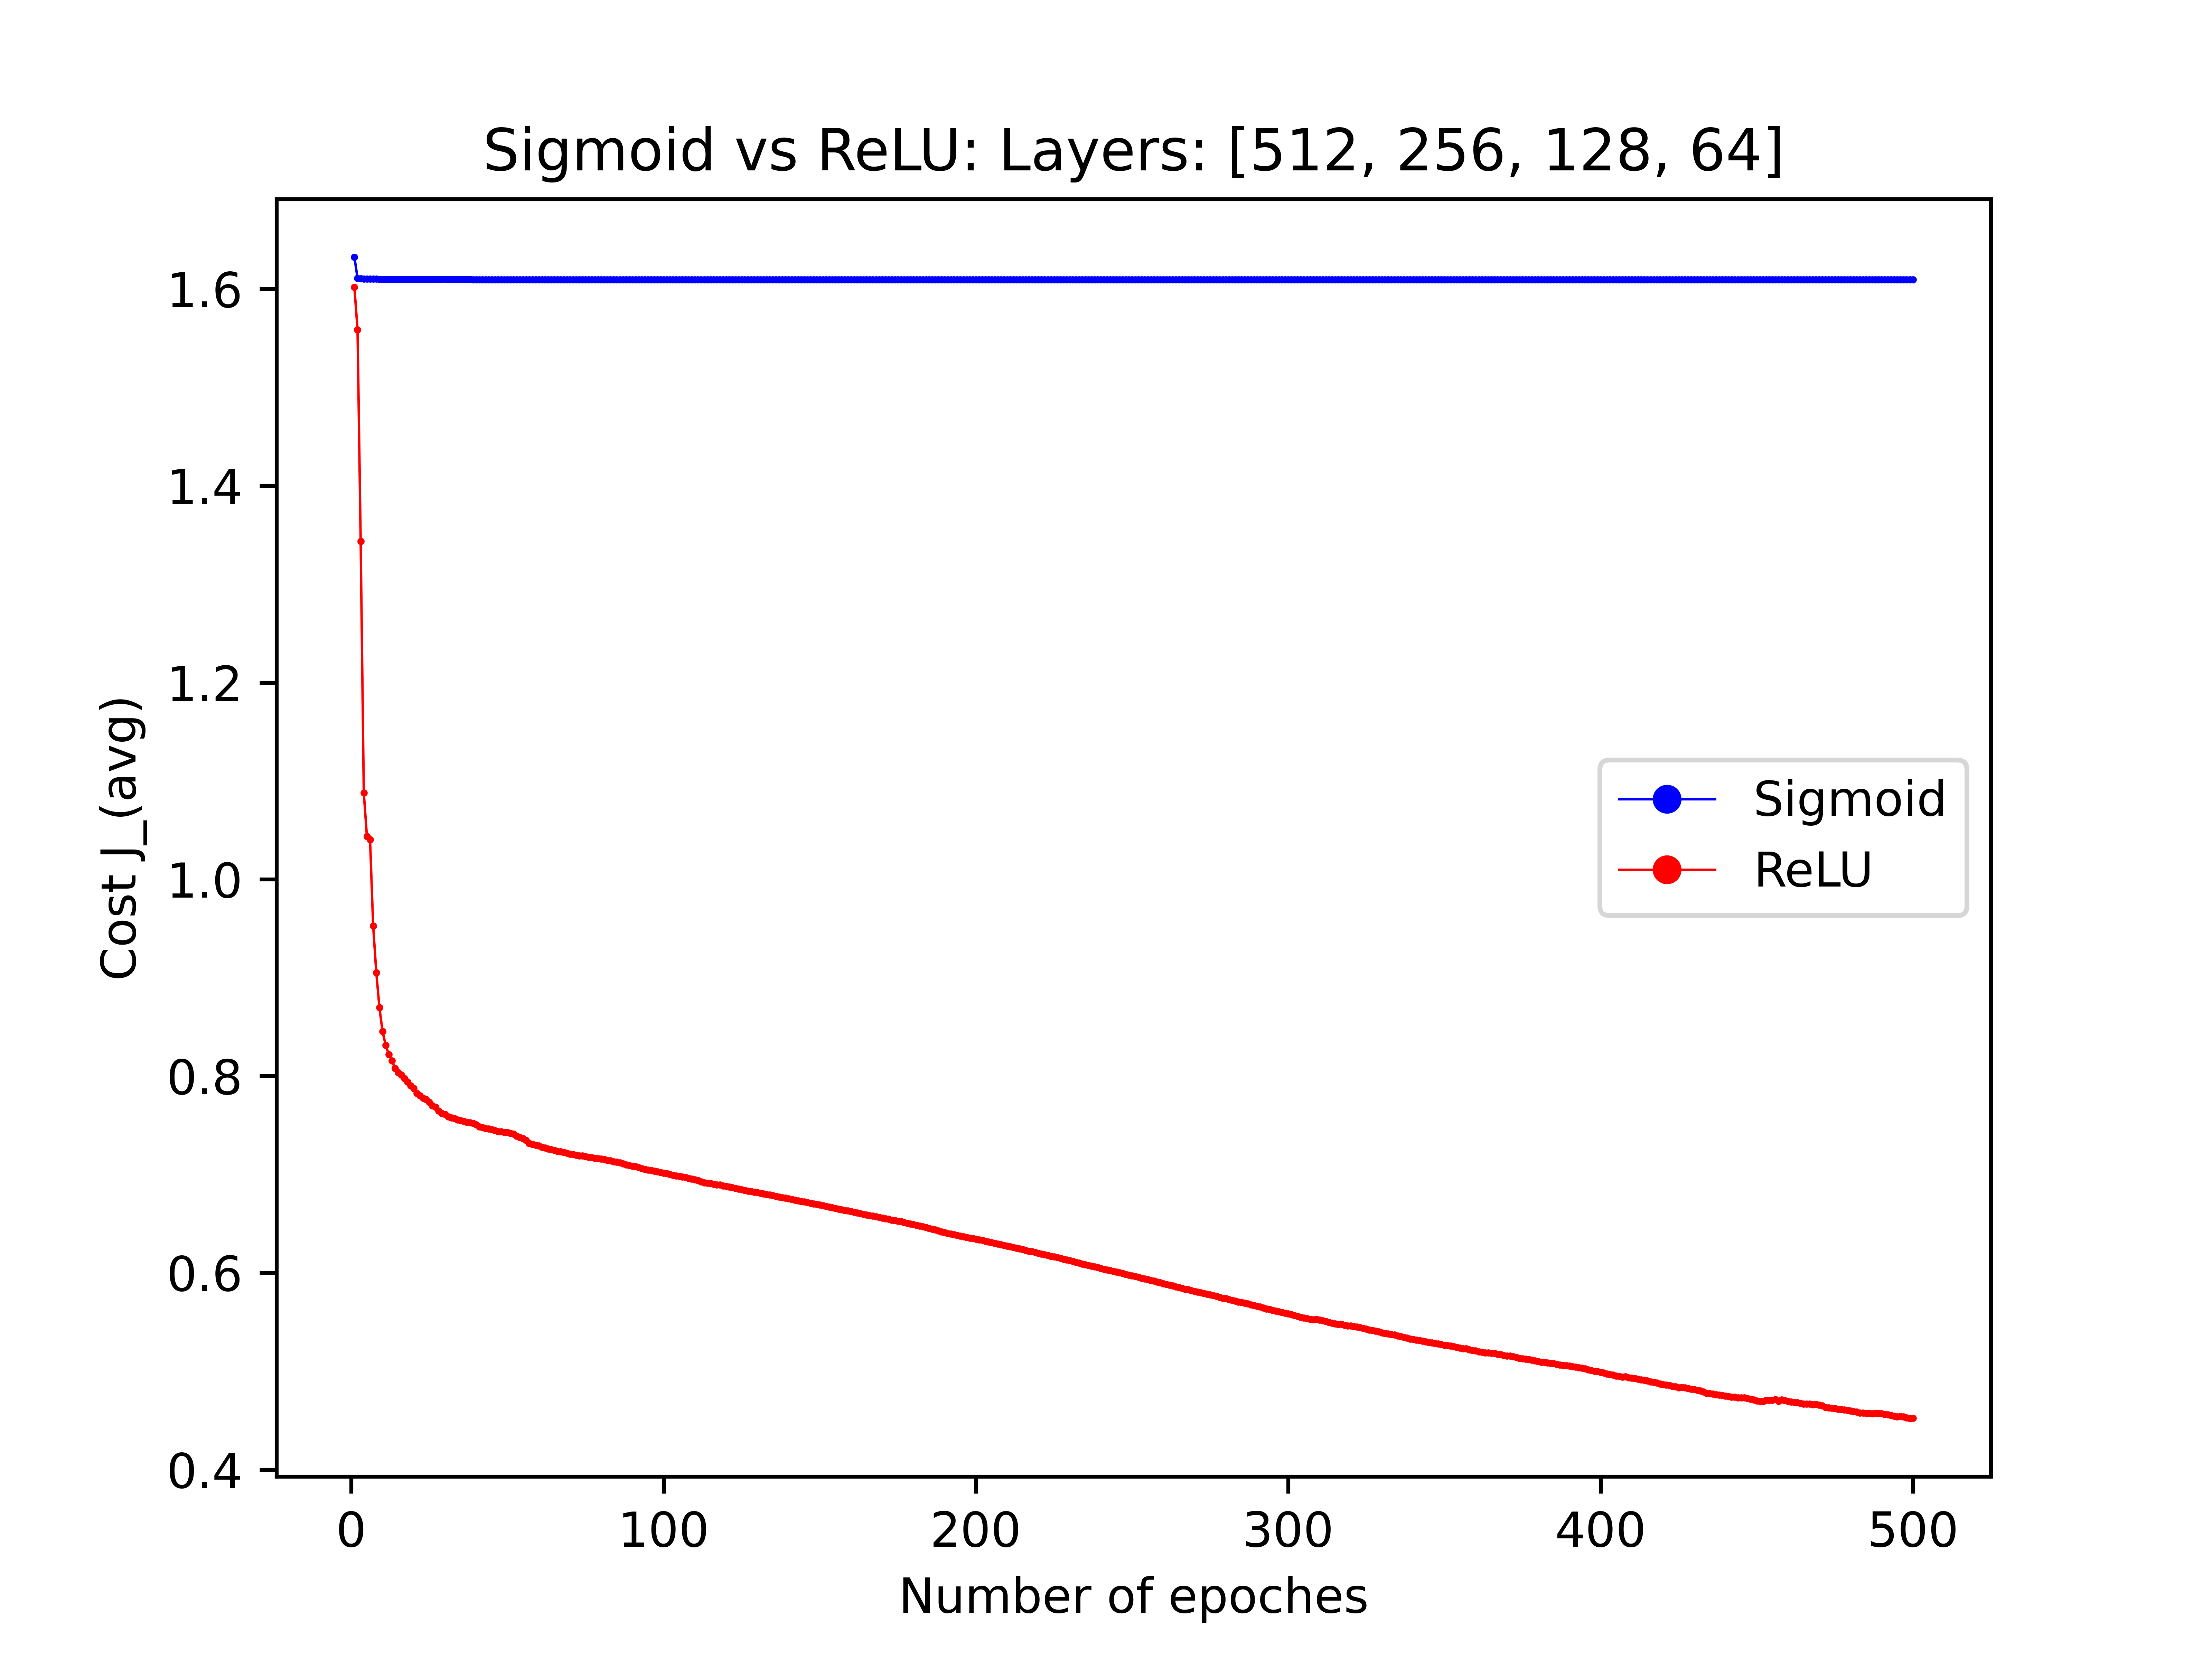 Sigmoid vs ReLU: Layers: [512, 256, 128, 64]
1.6
1.4
1.2
1.0
0.8
0.6
0.4
Cost J_(avg)
Sigmoid
ReLU
0 100 200 300 400 500
Number of epoches